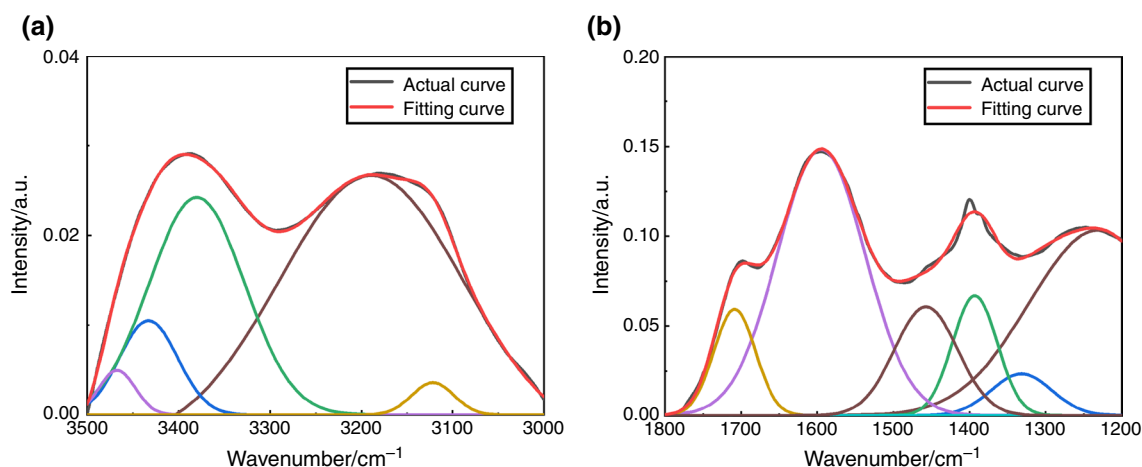 (a)
0.04
Actual curve
Fitting curve
0.02
0.00
Intensity/a.u.
3500 3400 3300 3200 3100 3000
Wavenumber/cm⁻¹
(b)
0.20
Actual curve
Fitting curve
0.15
0.10
0.05
0.00
Intensity/a.u.
1800 1700 1600 1500 1400 1300 1200
Wavenumber/cm⁻¹